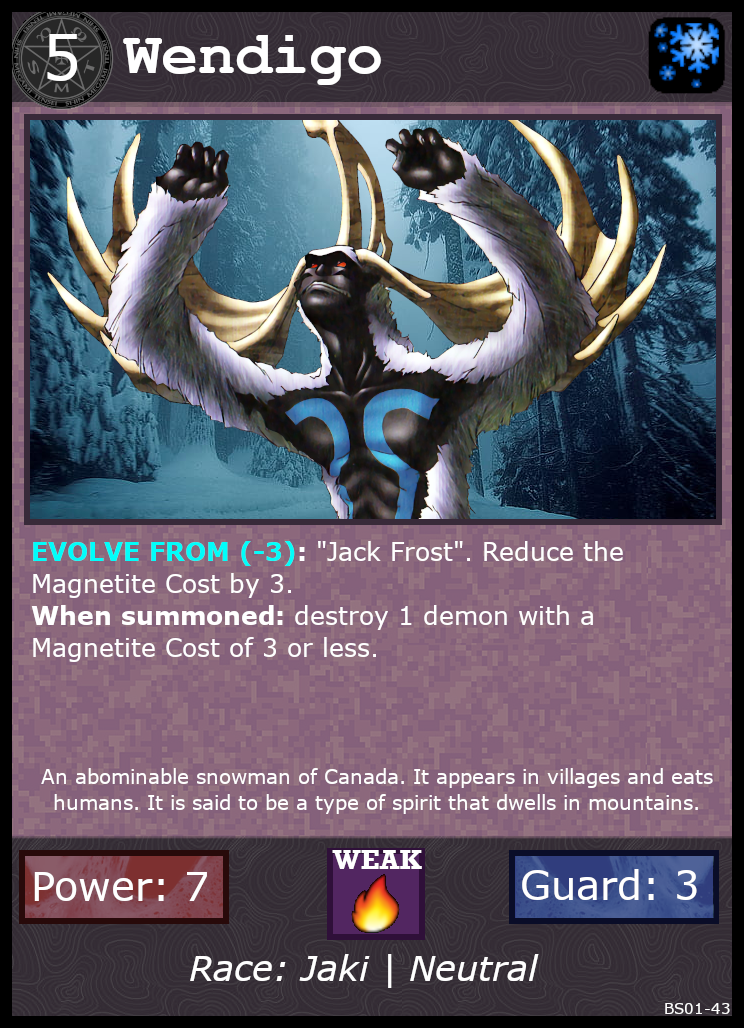 5 Wendigo
EVOLVE FROM (-3): "Jack Frost". Reduce the
Magnetite Cost by 3.
When summoned: destroy 1 demon with a
Magnetite Cost of 3 or less.
An abominable snowman of Canada. It appears in villages and eats
humans. It is said to be a type of spirit that dwells in mountains.
WEAK
Power: 7
Guard: 3
Race: Jaki | Neutral
BS01-43